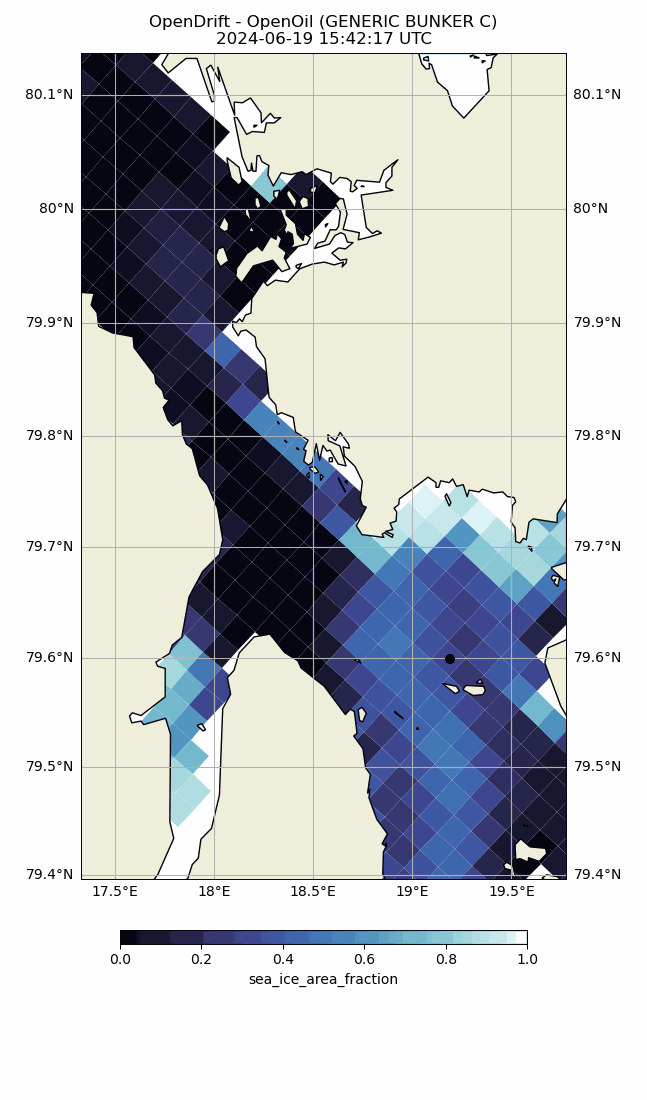 OpenDrift - OpenOil (GENERIC BUNKER C)
2024-06-19 15:42:17 UTC
80.1°N 80.1°N
80°N 80°N
79.9°N 79.9°N
79.8°N 79.8°N
79.7°N 79.7°N
79.6°N 79.6°N
79.5°N 79.5°N
79.4°N 79.4°N
17.5°E 18°E 18.5°E 19°E 19.5°E
0.0 0.2 0.4 0.6 0.8 1.0
sea_ice_area_fraction